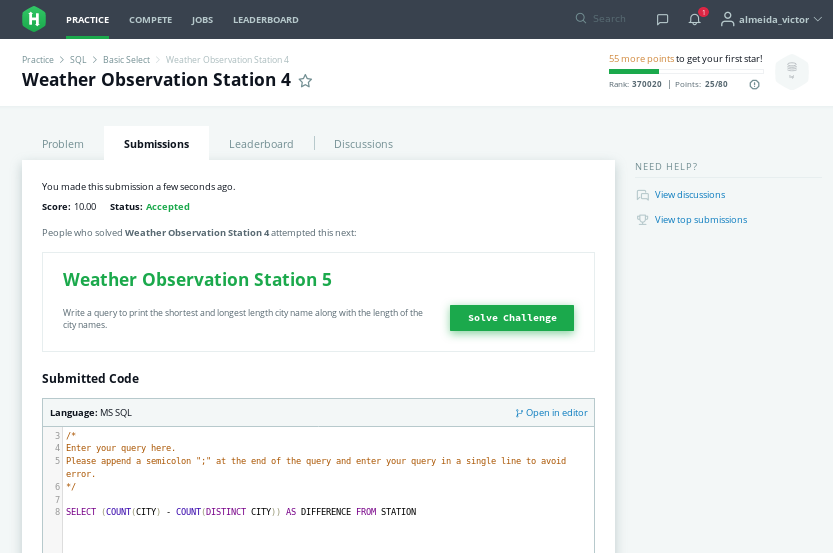 PRACTICE COMPETE JOBS LEADERBOARD Search 1 almeida_victor
Practice SQL Basic Select Weather Observation Station 4
Weather Observation Station 4
55 more points to get your first star!
Rank: 370020 | Points: 25/80
Problem Submissions Leaderboard Discussions
You made this submission a few seconds ago.
Score: 10.00 Status: Accepted
People who solved Weather Observation Station 4 attempted this next:
Weather Observation Station 5
Write a query to print the shortest and longest length city name along with the length of the
city names.
Solve Challenge
Submitted Code
Language: MS SQL Open in editor
3 /*
4 Enter your query here.
5 Please append a semicolon ";" at the end of the query and enter your query in a single line to avoid
error.
6 */
7
8 SELECT (COUNT(CITY) - COUNT(DISTINCT CITY)) AS DIFFERENCE FROM STATION
NEED HELP?
View discussions
View top submissions